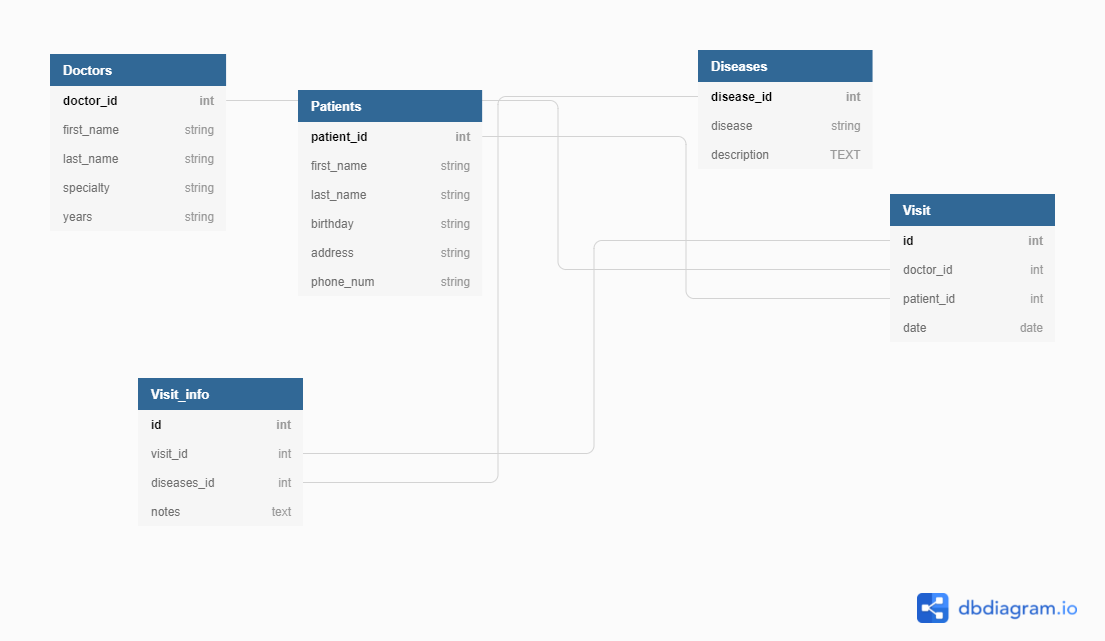 Doctors
doctor_id int
first_name string
last_name string
specialty string
years string
Patients
patient_id int
first_name string
last_name string
birthday string
address string
phone_num string
Diseases
disease_id int
disease string
description TEXT
Visit
id int
doctor_id int
patient_id int
date date
Visit_info
id int
visit_id int
diseases_id int
notes text
dbdiagram.io